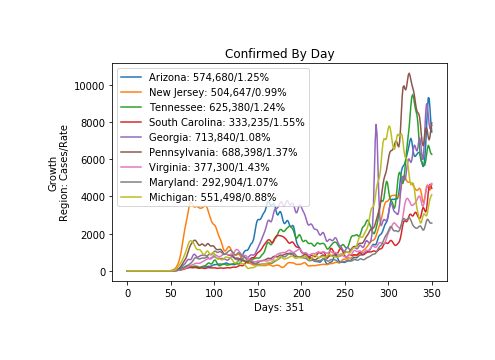 Confirmed By Day
Growth
Region: Cases/Rate
10000
8000
6000
4000
2000
0
Arizona: 574,680/1.25%
New Jersey: 504,647/0.99%
Tennessee: 625,380/1.24%
South Carolina: 333,235/1.55%
Georgia: 713,840/1.08%
Pennsylvania: 688,398/1.37%
Virginia: 377,300/1.43%
Maryland: 292,904/1.07%
Michigan: 551,498/0.88%
0 50 100 150 200 250 300 350
Days: 351